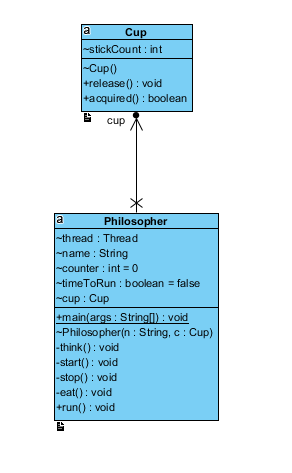 a
Cup
~stickCount : int
~Cup()
+release() : void
+acquired() : boolean
cup
a
Philosopher
~thread : Thread
~name : String
~counter : int = 0
~timeToRun : boolean = false
~cup : Cup
+main(args : String[]) : void
~Philosopher(n : String, c : Cup)
-think() : void
-start() : void
-stop() : void
-eat() : void
+run() : void